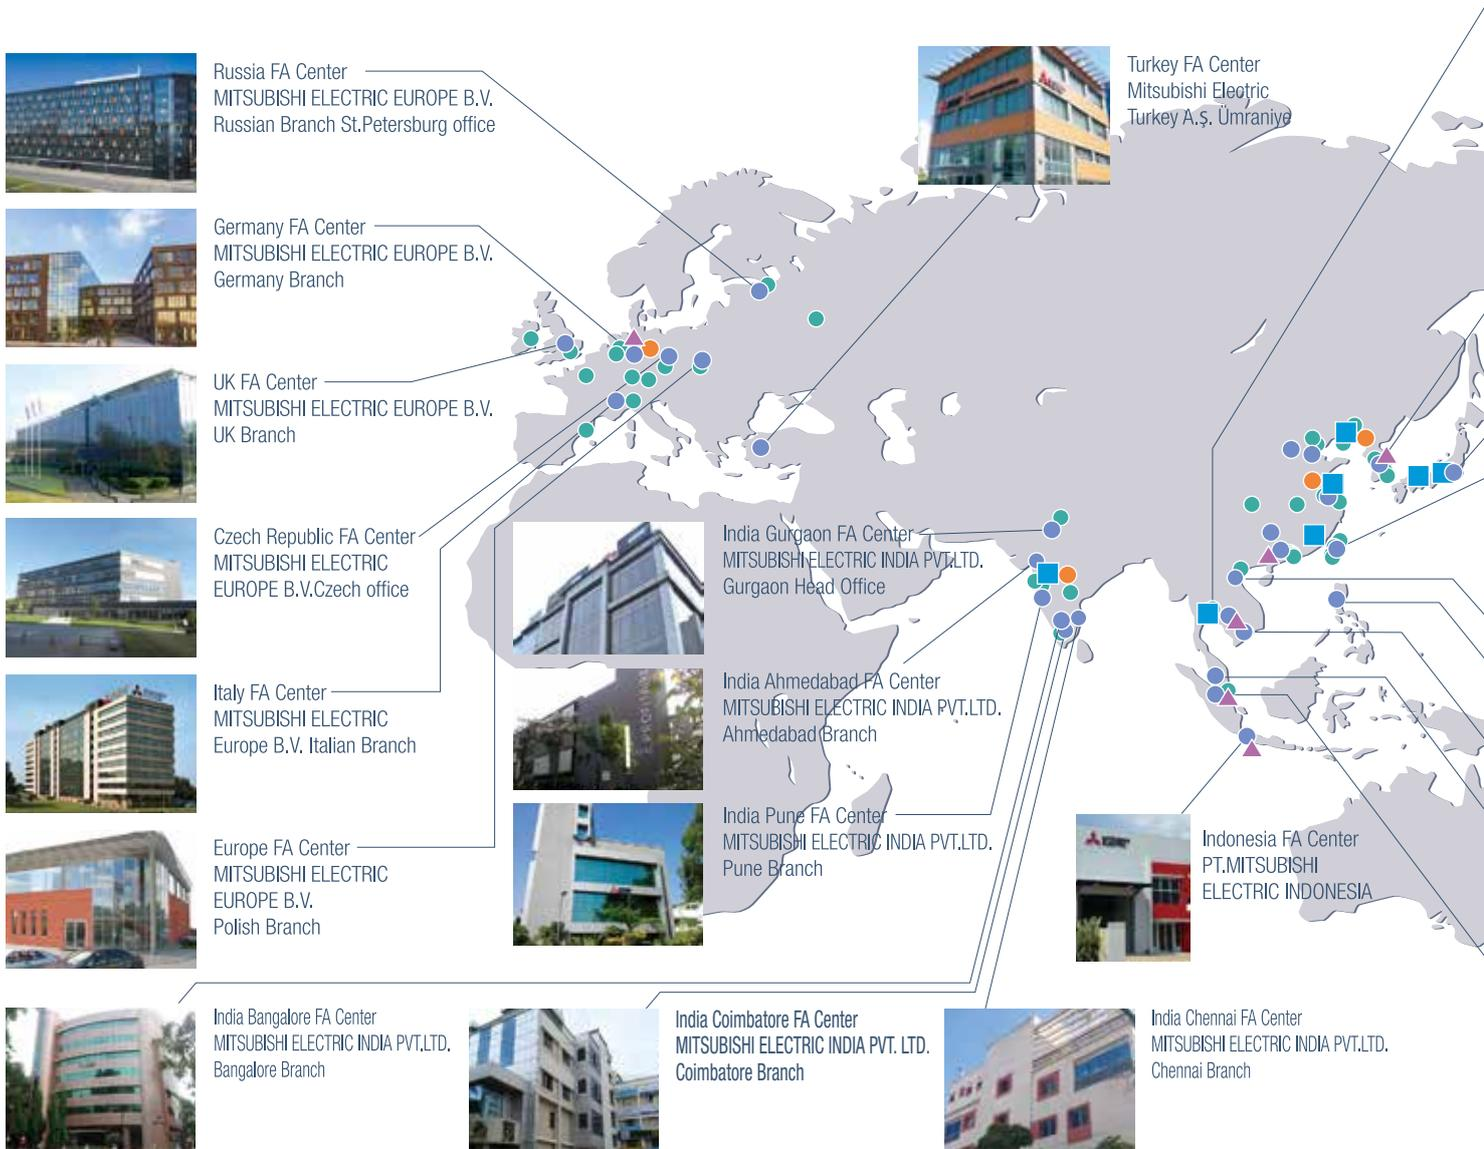 Russia FA Center
MITSUBISHI ELECTRIC EUROPE B.V.
Russian Branch St.Petersburg office
Turkey FA Center
Mitsubishi Electric
Turkey A.Ş. Ümraniye
Germany FA Center
MITSUBISHI ELECTRIC EUROPE B.V.
Germany Branch
UK FA Center
MITSUBISHI ELECTRIC EUROPE B.V.
UK Branch
Czech Republic FA Center
MITSUBISHI ELECTRIC
EUROPE B.V.Czech office
Italy FA Center
MITSUBISHI ELECTRIC
Europe B.V. Italian Branch
Europe FA Center
MITSUBISHI ELECTRIC
EUROPE B.V.
Polish Branch
India Gurgaon FA Center
MITSUBISHI ELECTRIC INDIA PVT.LTD.
Gurgaon Head Office
India Ahmedabad FA Center
MITSUBISHI ELECTRIC INDIA PVT.LTD.
Ahmedabad Branch
India Pune FA Center
MITSUBISHI ELECTRIC INDIA PVT.LTD.
Pune Branch
Indonesia FA Center
PT.MITSUBISHI
ELECTRIC INDONESIA
India Bangalore FA Center
MITSUBISHI ELECTRIC INDIA PVT.LTD.
Bangalore Branch
India Coimbatore FA Center
MITSUBISHI ELECTRIC INDIA PVT. LTD.
Coimbatore Branch
India Chennai FA Center
MITSUBISHI ELECTRIC INDIA PVT.LTD.
Chennai Branch